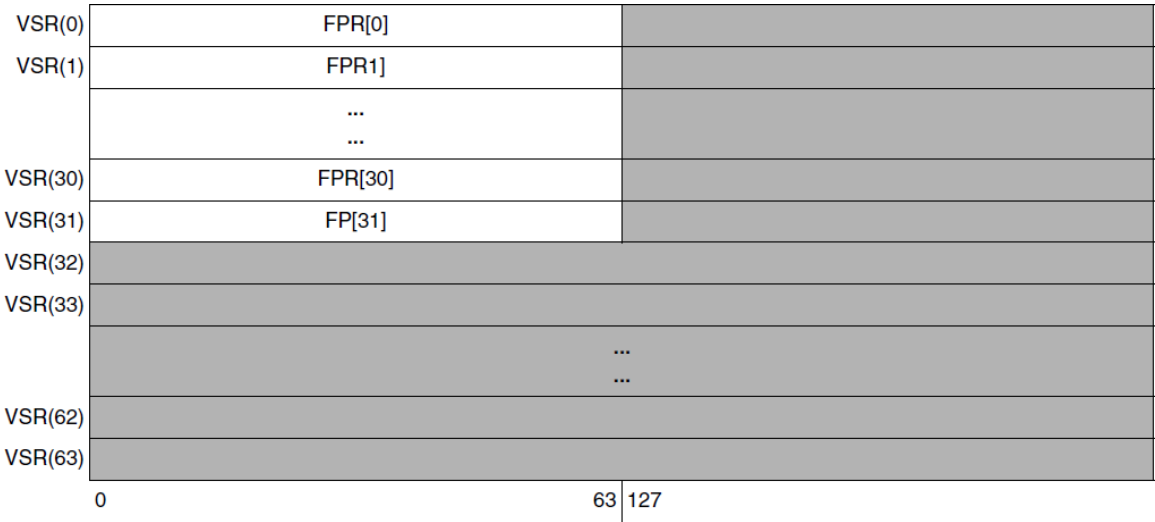 VSR(0) FPR[0]
VSR(1) FPR1]
...
...
VSR(30) FPR[30]
VSR(31) FP[31]
VSR(32)
VSR(33)
...
...
VSR(62)
VSR(63)
0 63 127